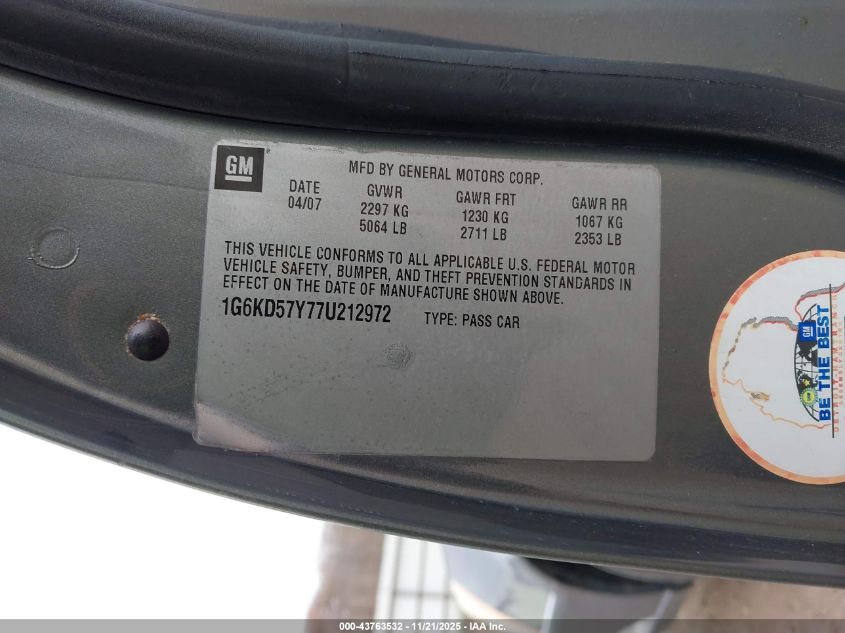 GM
MFD BY GENERAL MOTORS CORP.
DATE GVWR GAWR FRT GAWR RR
04/07 2297 KG 1230 KG 1067 KG
5064 LB 2711 LB 2353 LB
THIS VEHICLE CONFORMS TO ALL APPLICABLE U.S. FEDERAL MOTOR
VEHICLE SAFETY, BUMPER, AND THEFT PREVENTION STANDARDS IN
EFFECT ON THE DATE OF MANUFACTURE SHOWN ABOVE.
1G6KD57Y77U212972 TYPE: PASS CAR
GM
BE THE BEST
000-43763532 — 11/21/2025 — IAA Inc.